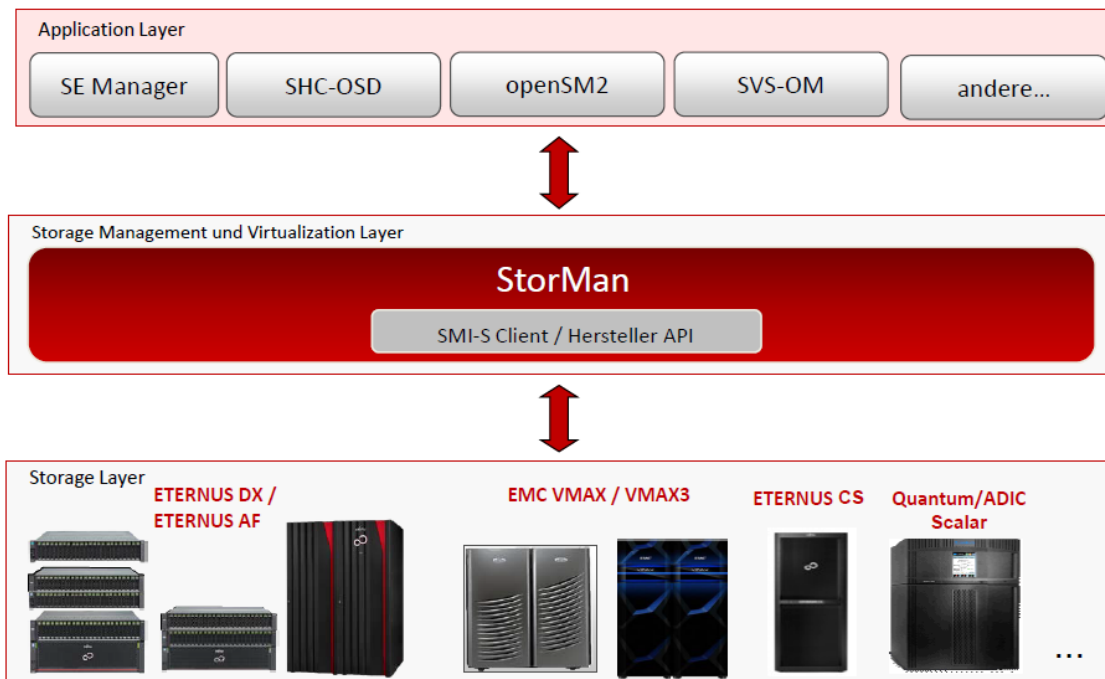 Application Layer
SE Manager
SHC-OSD
openSM2
SVS-OM
andere...
Storage Management und Virtualization Layer
StorMan
SMI-S Client / Hersteller API
Storage Layer
ETERNUS DX /
ETERNUS AF
EMC VMAX / VMAX3
ETERNUS CS
Quantum/ADIC
Scalar
...